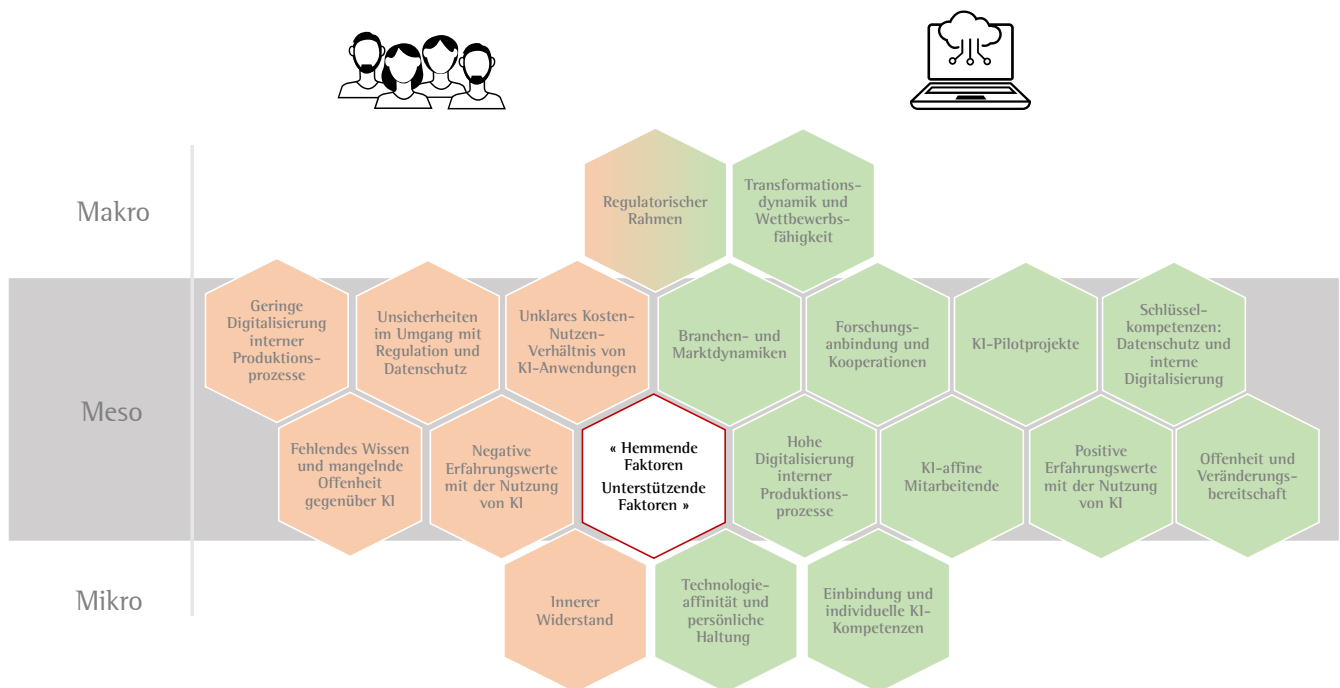 Makro
Regulatorischer
Rahmen
Transformations-
dynamik und
Wettbewerbs-
fähigkeit
Meso
Geringe
Digitalisierung
interner
Produktions-
prozesse
Unsicherheiten
im Umgang mit
Regulation und
Datenschutz
Unklares Kosten-
Nutzen-
Verhältnis von
KI-Anwendungen
Branchen- und
Marktdynamiken
Forschungs-
anbindung und
Kooperationen
KI-Pilotprojekte
Schlüssel-
kompetenzen:
Datenschutz und
interne
Digitalisierung
Fehlendes Wissen
und mangelnde
Offenheit
gegenüber KI
Negative
Erfahrungswerte
mit der Nutzung
von KI
« Hemmende
Faktoren
Unterstützende
Faktoren »
Hohe
Digitalisierung
interner
Produktions-
prozesse
KI-affine
Mitarbeitende
Positive
Erfahrungswerte
mit der Nutzung
von KI
Offenheit und
Veränderungs-
bereitschaft
Mikro
Innerer
Widerstand
Technologie-
affinität und
persönliche
Haltung
Einbindung und
individuelle KI-
Kompetenzen